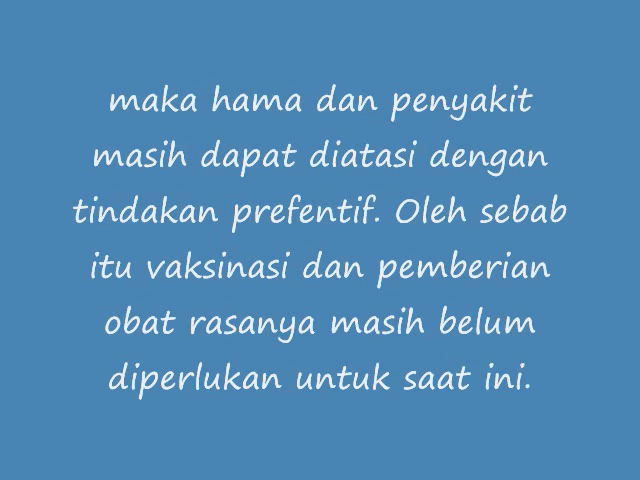 maka hama dan penyakit
masih dapat diatasi dengan
tindakan prefentif. Oleh sebab
itu vaksinasi dan pemberian
obat rasanya masih belum
diperlukan untuk saat ini.